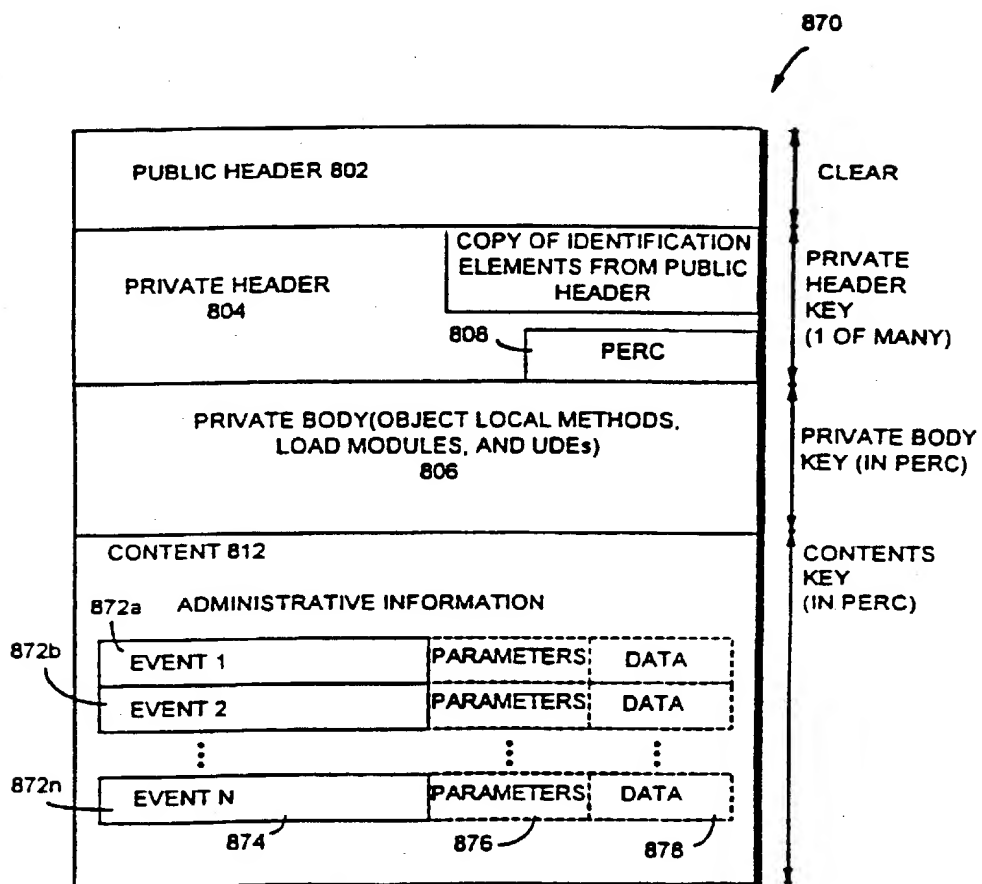 870
PUBLIC HEADER 802
CLEAR
PRIVATE HEADER
804
COPY OF IDENTIFICATION
ELEMENTS FROM PUBLIC
HEADER
808
PERC
PRIVATE
HEADER
KEY
(1 OF MANY)
PRIVATE BODY(OBJECT LOCAL METHODS,
LOAD MODULES, AND UDEs)
806
PRIVATE BODY
KEY (IN PERC)
CONTENT 812
CONTENTS
KEY
(IN PERC)
ADMINISTRATIVE INFORMATION
872a
EVENT 1 PARAMETERS DATA
872b
EVENT 2 PARAMETERS DATA
872n
EVENT N PARAMETERS DATA
874 876 878